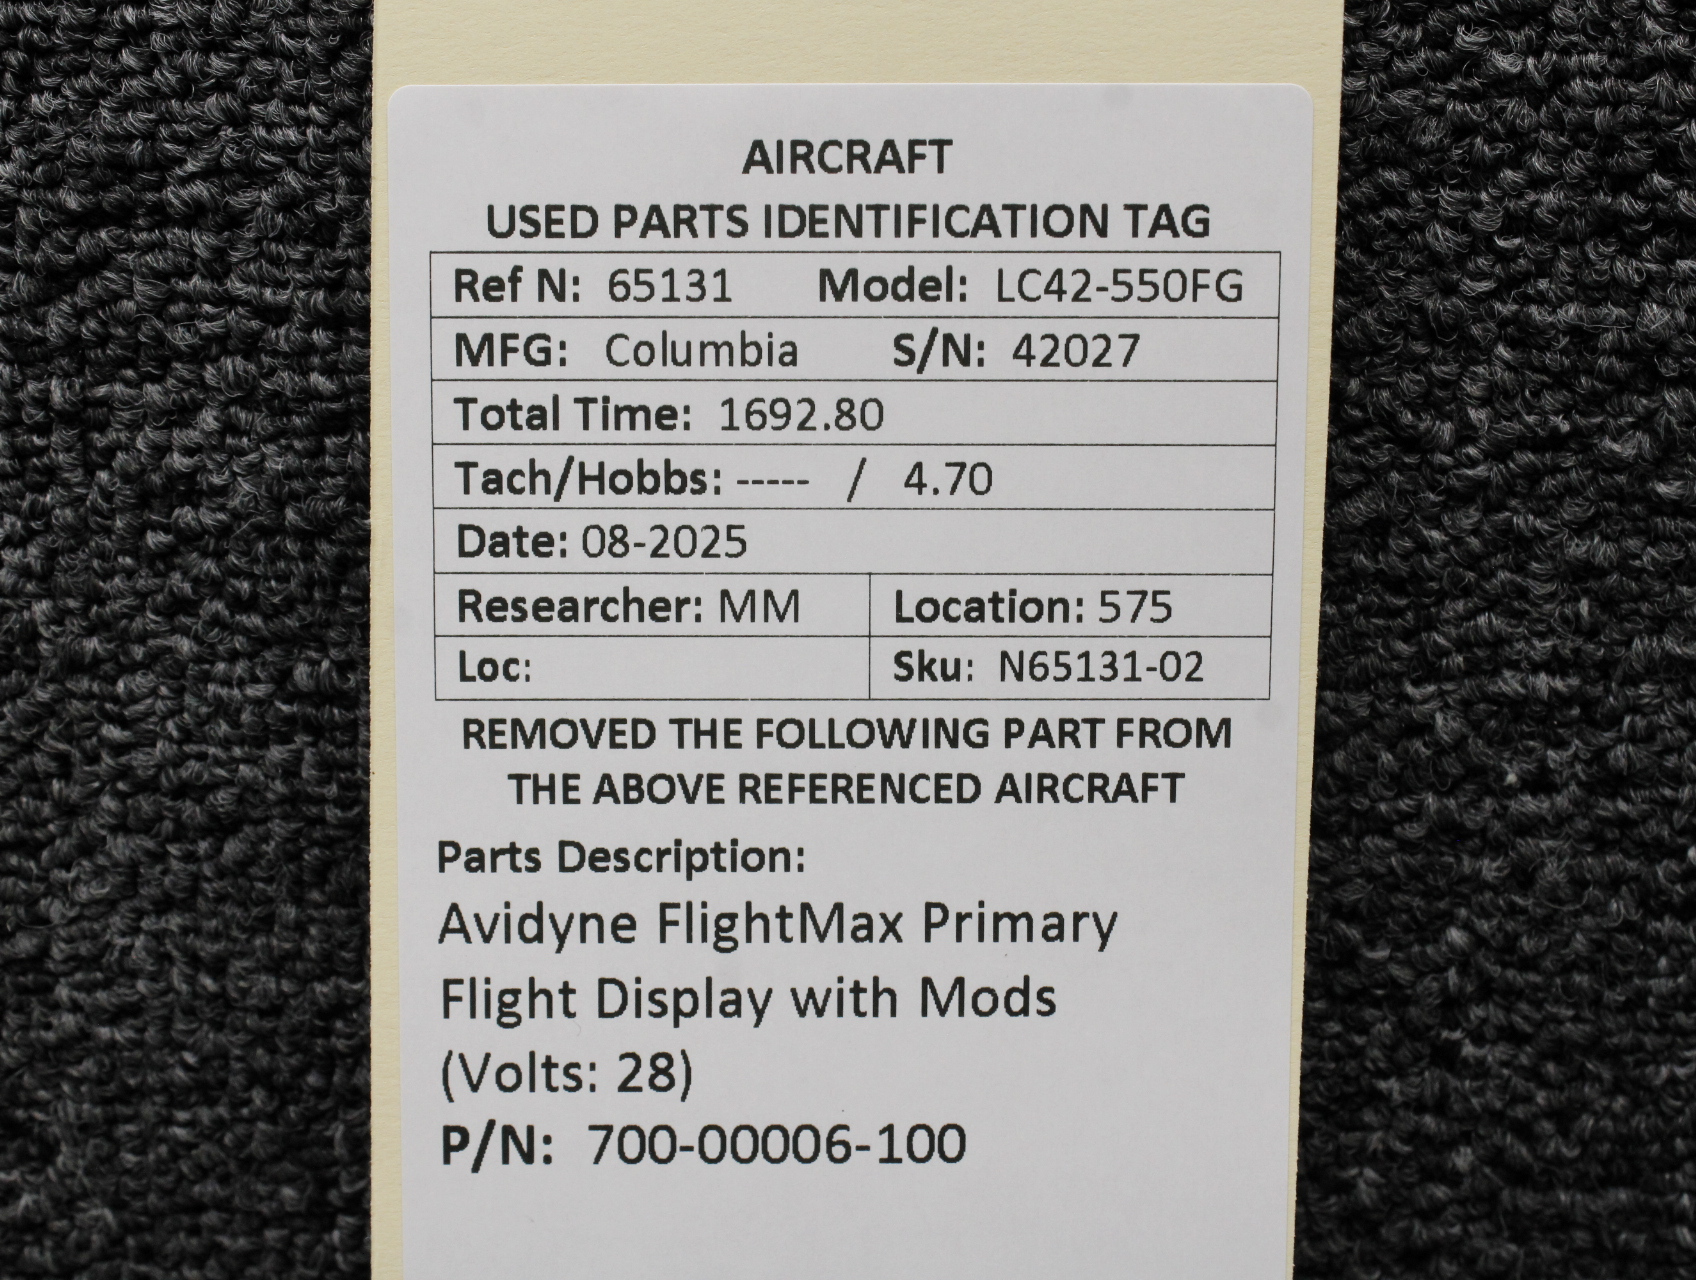 AIRCRAFT
USED PARTS IDENTIFICATION TAG
Ref N: 65131 Model: LC42-550FG
MFG: Columbia S/N: 42027
Total Time: 1692.80
Tach/Hobbs: ----- / 4.70
Date: 08-2025
Researcher: MM Location: 575
Loc: Sku: N65131-02
REMOVED THE FOLLOWING PART FROM
THE ABOVE REFERENCED AIRCRAFT
Parts Description:
Avidyne FlightMax Primary
Flight Display with Mods
(Volts: 28)
P/N: 700-00006-100